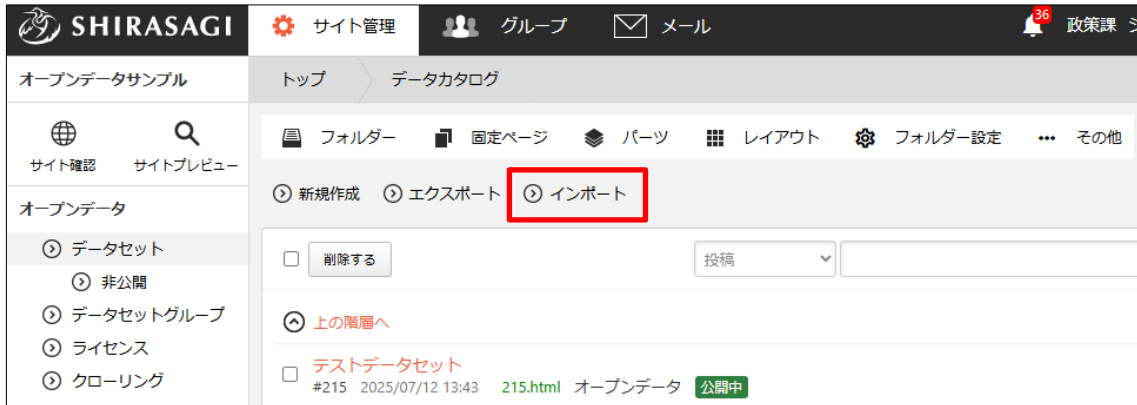 SHIRASAGI サイト管理 グループ メール 36 政策課
オープンデータサンプル トップ データカタログ
フォルダー 固定ページ パーツ レイアウト フォルダー設定 ••• その他
サイト確認 サイトプレビュー
新規作成 エクスポート インポート
オープンデータ
データセット
削除する 投稿
非公開
データセットグループ
上の階層へ
ライセンス
テストデータセット
クローリング
#215 2025/07/12 13:43 215.html オープンデータ 公開中